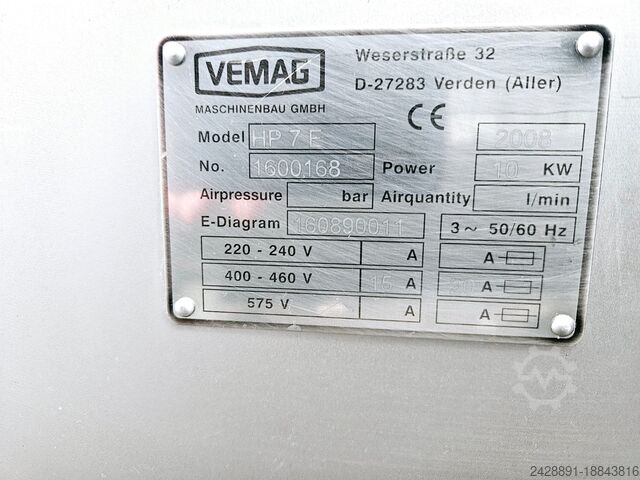 VEMAG
MASCHINENBAU GMBH
Weserstraße 32
D-27283 Verden (Aller)
CE
Model HP 7 E 2008
No. 1600168 Power 10 KW
Airpressure bar Airquantity l/min
E-Diagram 160890011 3~ 50/60 Hz
220 - 240 V A A
400 - 460 V 16 A 20 A
575 V A A
2428891-18843816